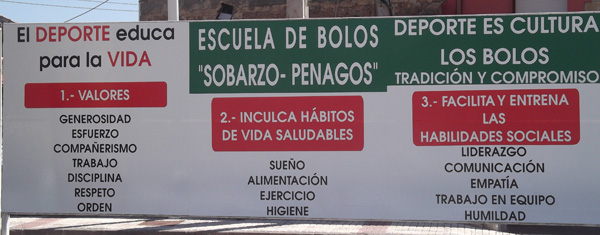 El DEPORTE educa
para la VIDA
1.- VALORES
GENEROSIDAD
ESFUERZO
COMPAÑERISMO
TRABAJO
DISCIPLINA
RESPETO
ORDEN
ESCUELA DE BOLOS
"SOBARZO- PENAGOS"
2.- INCULCA HÁBITOS
DE VIDA SALUDABLES
SUEÑO
ALIMENTACIÓN
EJERCICIO
HIGIENE
DEPORTE ES CULTURA
LOS BOLOS
TRADICIÓN Y COMPROMISO
3.- FACILITA Y ENTRENA
LAS
HABILIDADES SOCIALES
LIDERAZGO
COMUNICACIÓN
EMPATÍA
TRABAJO EN EQUIPO
HUMILDAD